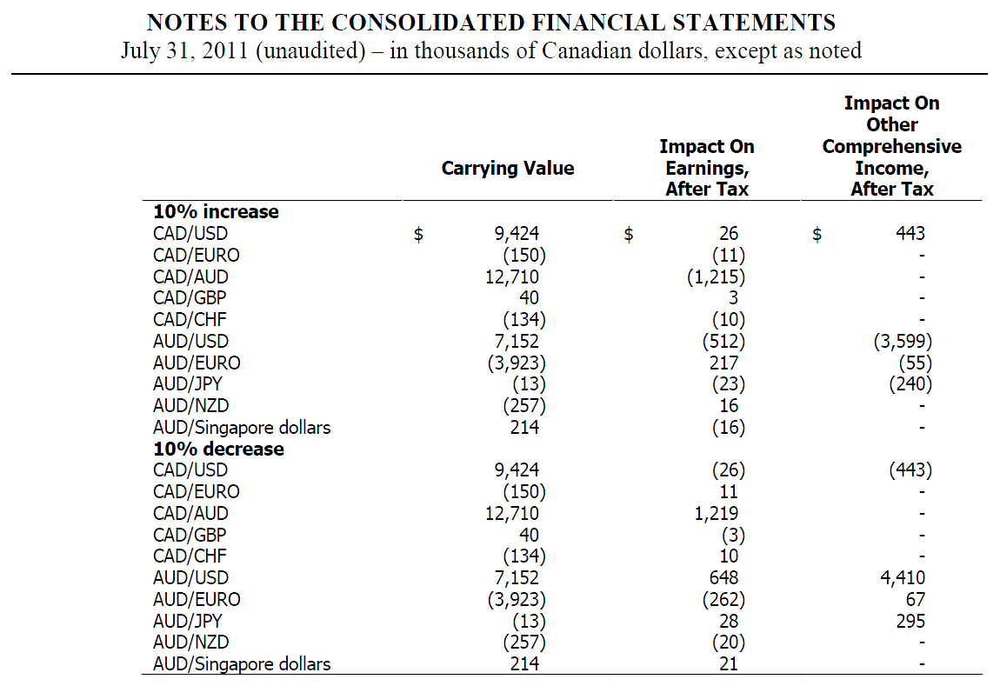 NOTES TO THE CONSOLIDATED FINANCIAL STATEMENTS
July 31, 2011 (unaudited) – in thousands of Canadian dollars, except as noted
Impact On
Other
Impact On Comprehensive
Carrying Value Earnings, Income,
After Tax After Tax
10% increase
CAD/USD $ 9,424 $ 26 $ 443
CAD/EURO (150) (11) -
CAD/AUD 12,710 (1,215) -
CAD/GBP 40 3 -
CAD/CHF (134) (10) -
AUD/USD 7,152 (512) (3,599)
AUD/EURO (3,923) 217 (55)
AUD/JPY (13) (23) (240)
AUD/NZD (257) 16 -
AUD/Singapore dollars 214 (16) -
10% decrease
CAD/USD 9,424 (26) (443)
CAD/EURO (150) 11 -
CAD/AUD 12,710 1,219 -
CAD/GBP 40 (3) -
CAD/CHF (134) 10 -
AUD/USD 7,152 648 4,410
AUD/EURO (3,923) (262) 67
AUD/JPY (13) 28 295
AUD/NZD (257) (20) -
AUD/Singapore dollars 214 21 -